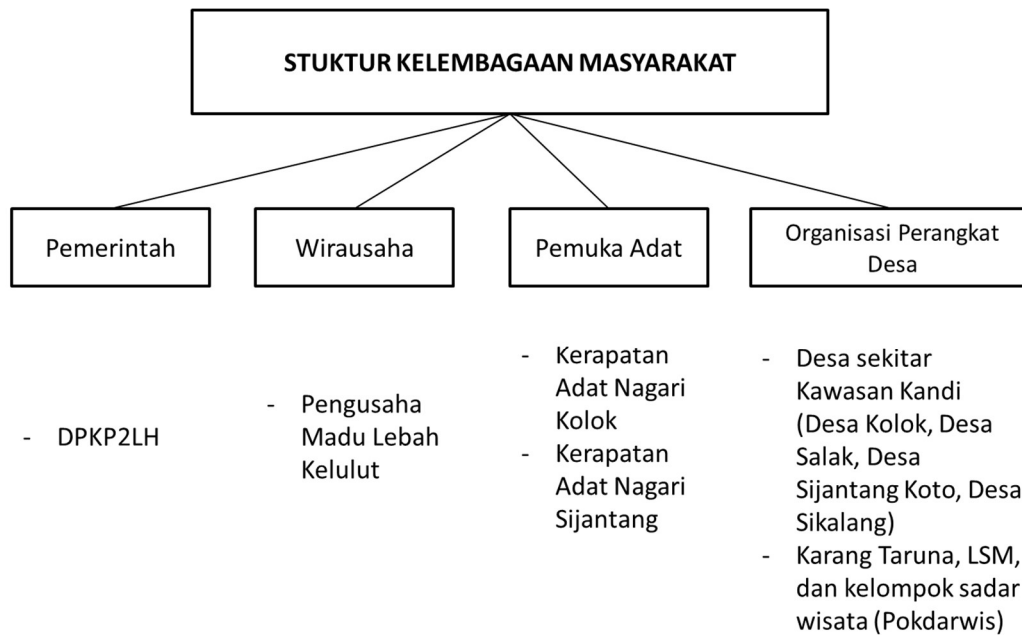 STUKTUR KELEMBAGAAN MASYARAKAT
Pemerintah
Wirausaha
Pemuka Adat
Organisasi Perangkat
Desa
- DPKP2LH
- Pengusaha
Madu Lebah
Kelulut
- Kerapatan
Adat Nagari
Kolok
- Kerapatan
Adat Nagari
Sijantang
- Desa sekitar
Kawasan Kandi
(Desa Kolok, Desa
Salak, Desa
Sijantang Koto, Desa
Sikalang)
- Karang Taruna, LSM,
dan kelompok sadar
wisata (Pokdarwis)